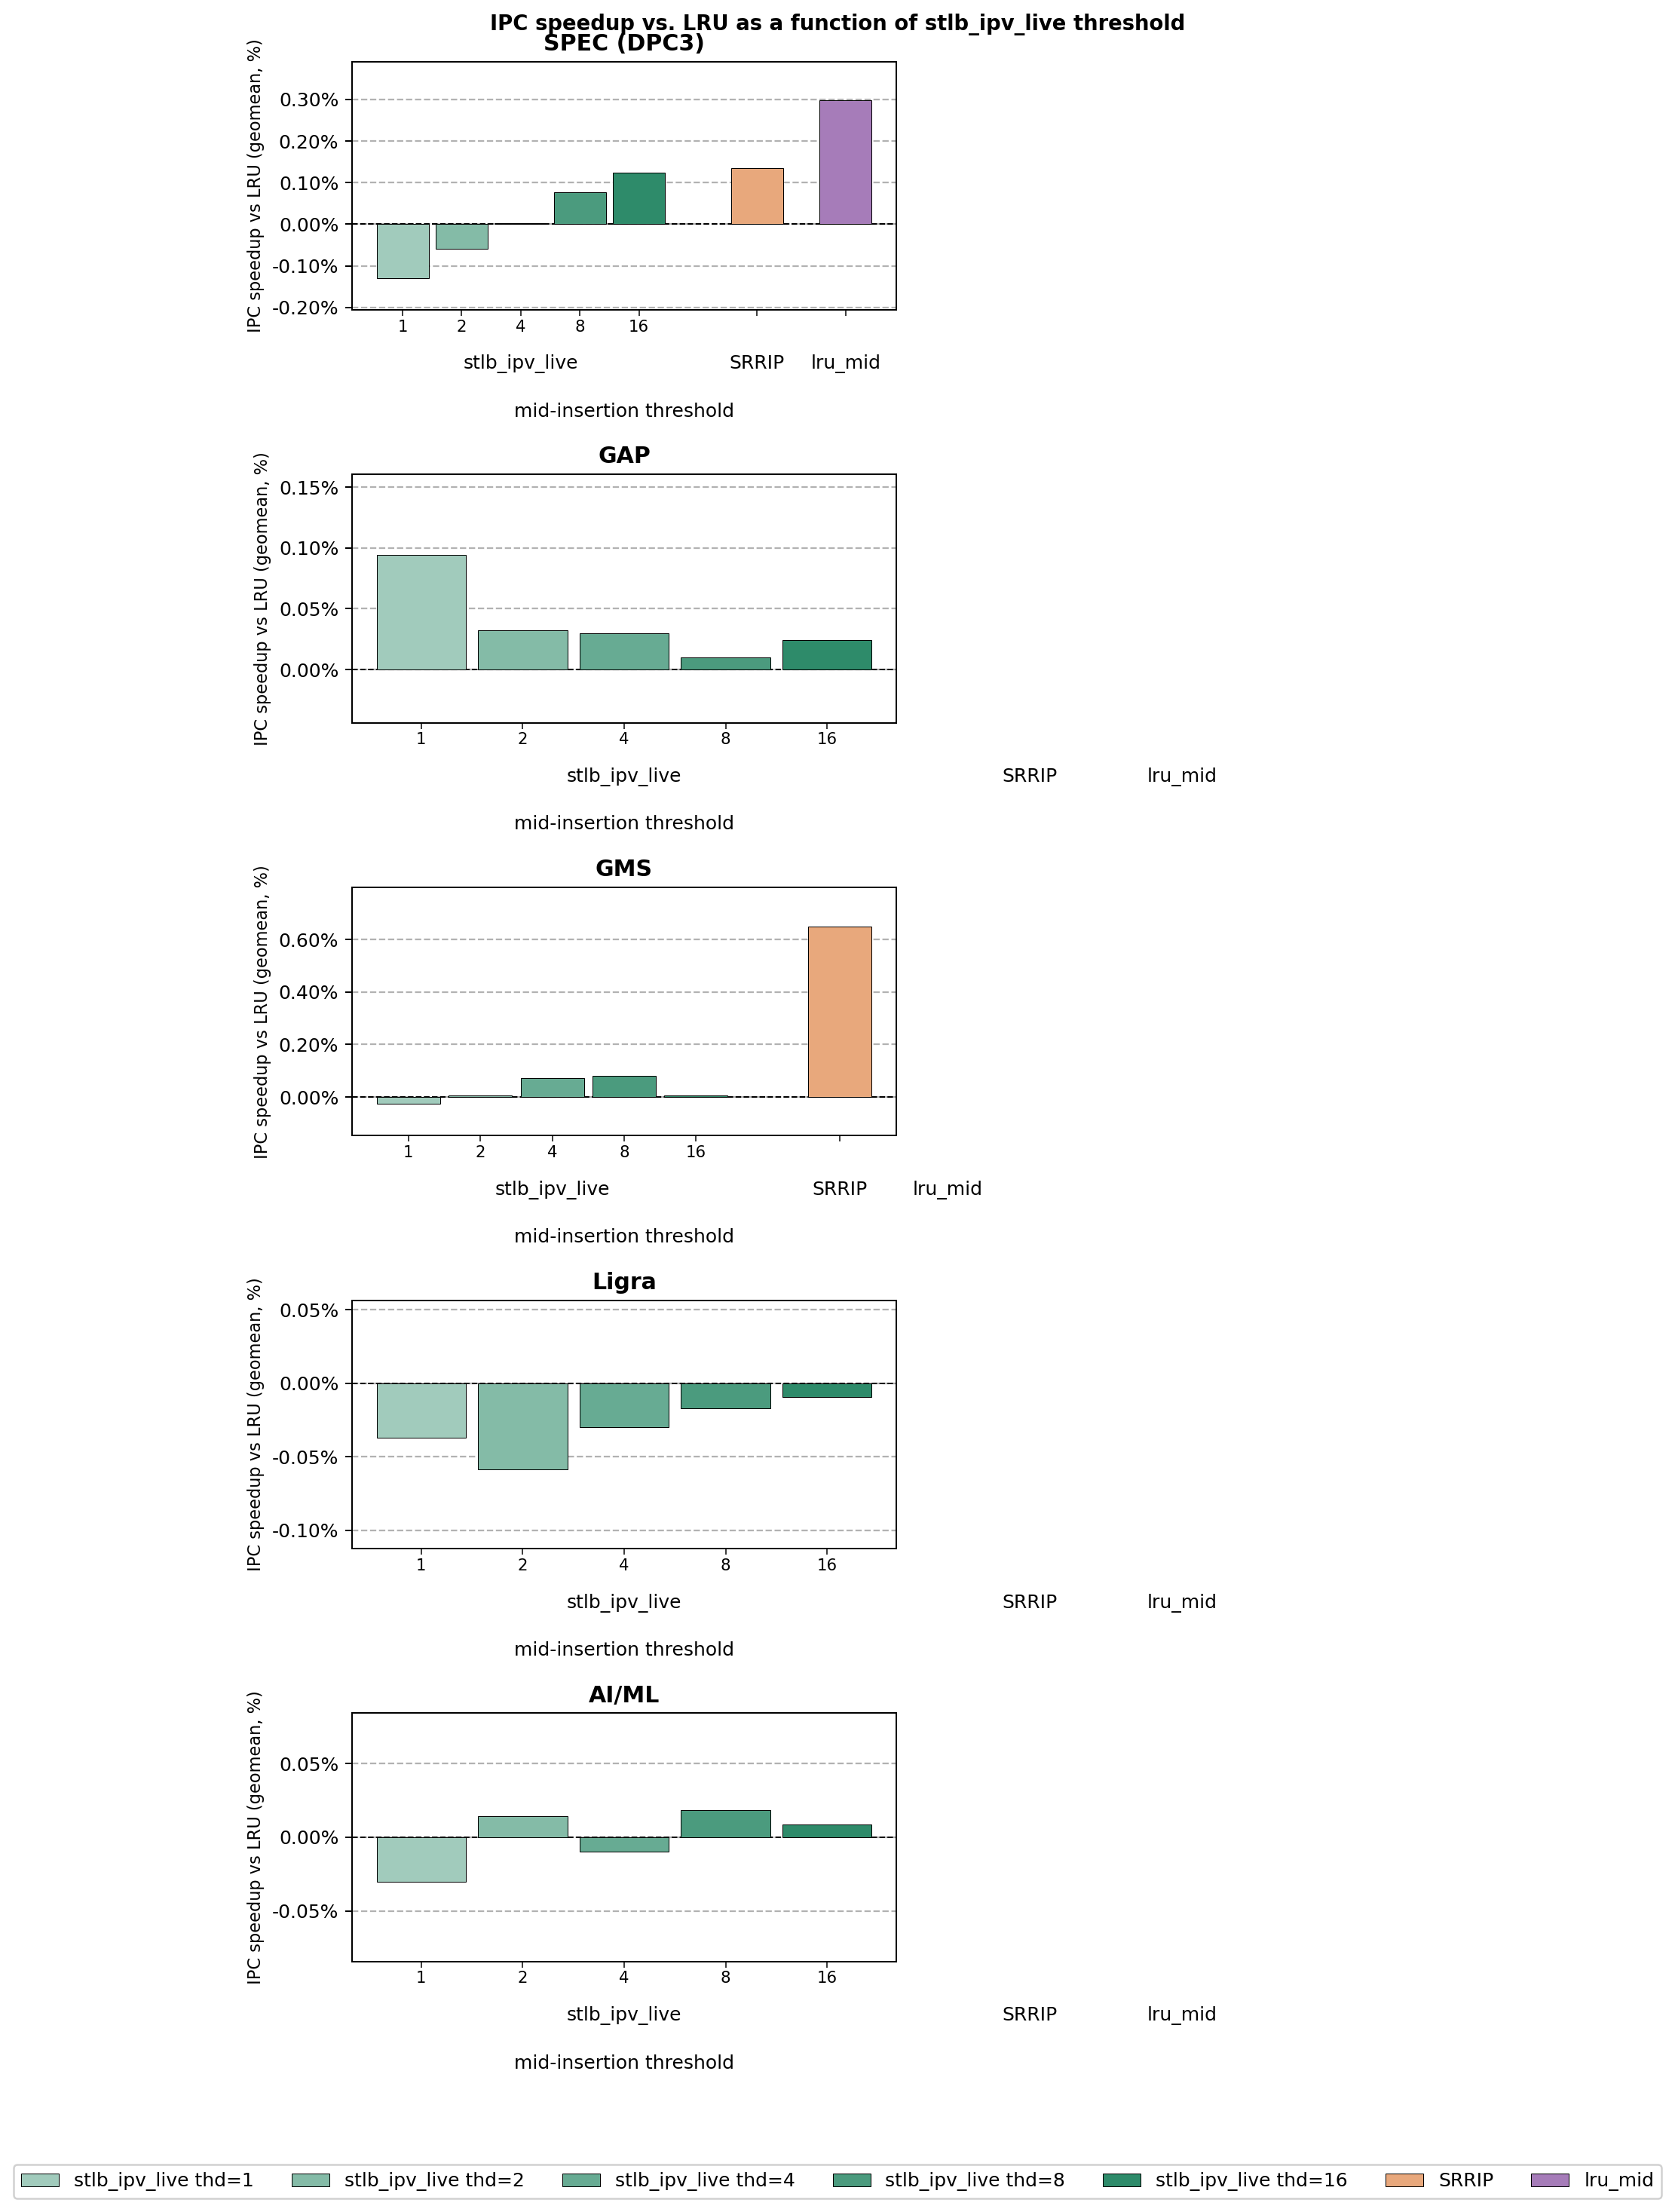 IPC speedup vs. LRU as a function of stlb_ipv_live threshold
SPEC (DPC3)
IPC speedup vs LRU (geomean, %)
0.30%
0.20%
0.10%
0.00%
-0.10%
-0.20%
1 2 4 8 16
stlb_ipv_live SRRIP lru_mid
mid-insertion threshold
GAP
IPC speedup vs LRU (geomean, %)
0.15%
0.10%
0.05%
0.00%
1 2 4 8 16
stlb_ipv_live SRRIP lru_mid
mid-insertion threshold
GMS
IPC speedup vs LRU (geomean, %)
0.60%
0.40%
0.20%
0.00%
1 2 4 8 16
stlb_ipv_live SRRIP lru_mid
mid-insertion threshold
Ligra
IPC speedup vs LRU (geomean, %)
0.05%
0.00%
-0.05%
-0.10%
1 2 4 8 16
stlb_ipv_live SRRIP lru_mid
mid-insertion threshold
AI/ML
IPC speedup vs LRU (geomean, %)
0.05%
0.00%
-0.05%
1 2 4 8 16
stlb_ipv_live SRRIP lru_mid
mid-insertion threshold
stlb_ipv_live thd=1 stlb_ipv_live thd=2 stlb_ipv_live thd=4 stlb_ipv_live thd=8 stlb_ipv_live thd=16 SRRIP lru_mid